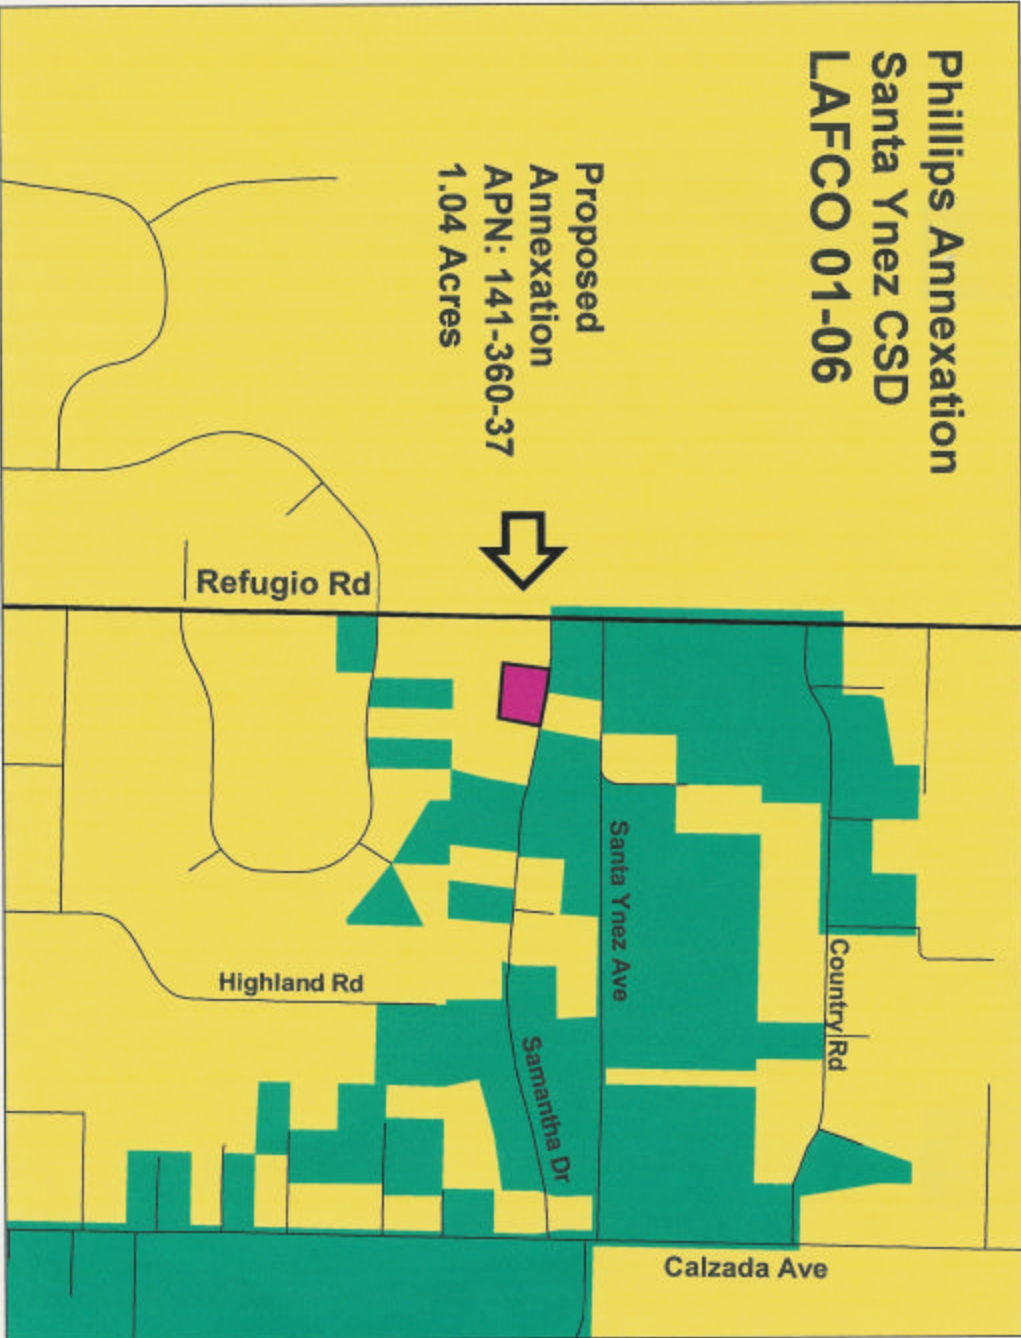 Phillips Annexation
Santa Ynez CSD
LAFCO 01-06
Proposed
Annexation
APN: 141-360-37
1.04 Acres
Refugio Rd
Santa Ynez Ave
Country Rd
Highland Rd
Samantha Dr
Calzada Ave